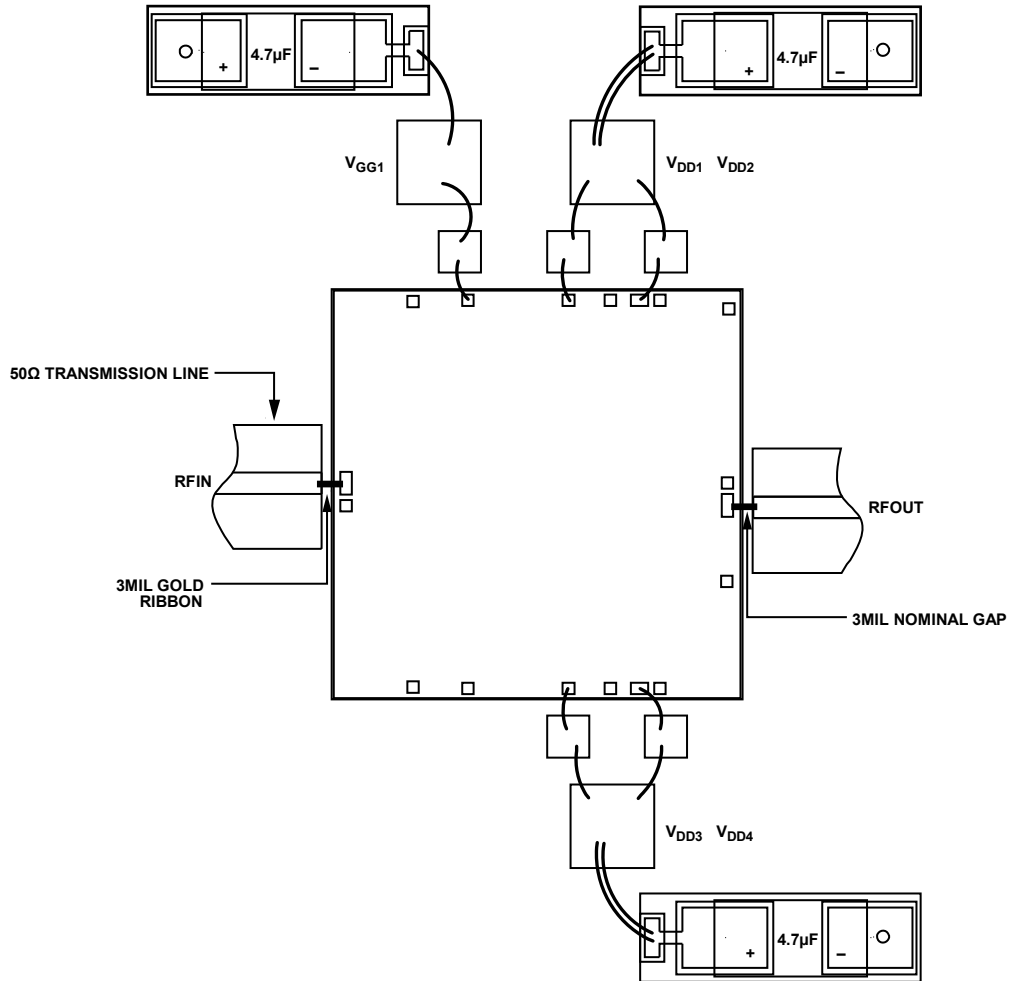 4.7µF
+
–
4.7µF
+
–
VGG1
VDD1 VDD2
50Ω TRANSMISSION LINE
RFIN
RFOUT
3MIL GOLD
RIBBON
3MIL NOMINAL GAP
VDD3 VDD4
4.7µF
+
–